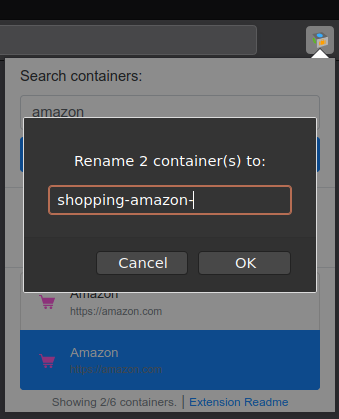 Search containers:
amazon
Rename 2 container(s) to:
shopping-amazon-
Cancel
OK
Amazon
https://amazon.com
Amazon
https://amazon.com
Showing 2/6 containers. | Extension Readme